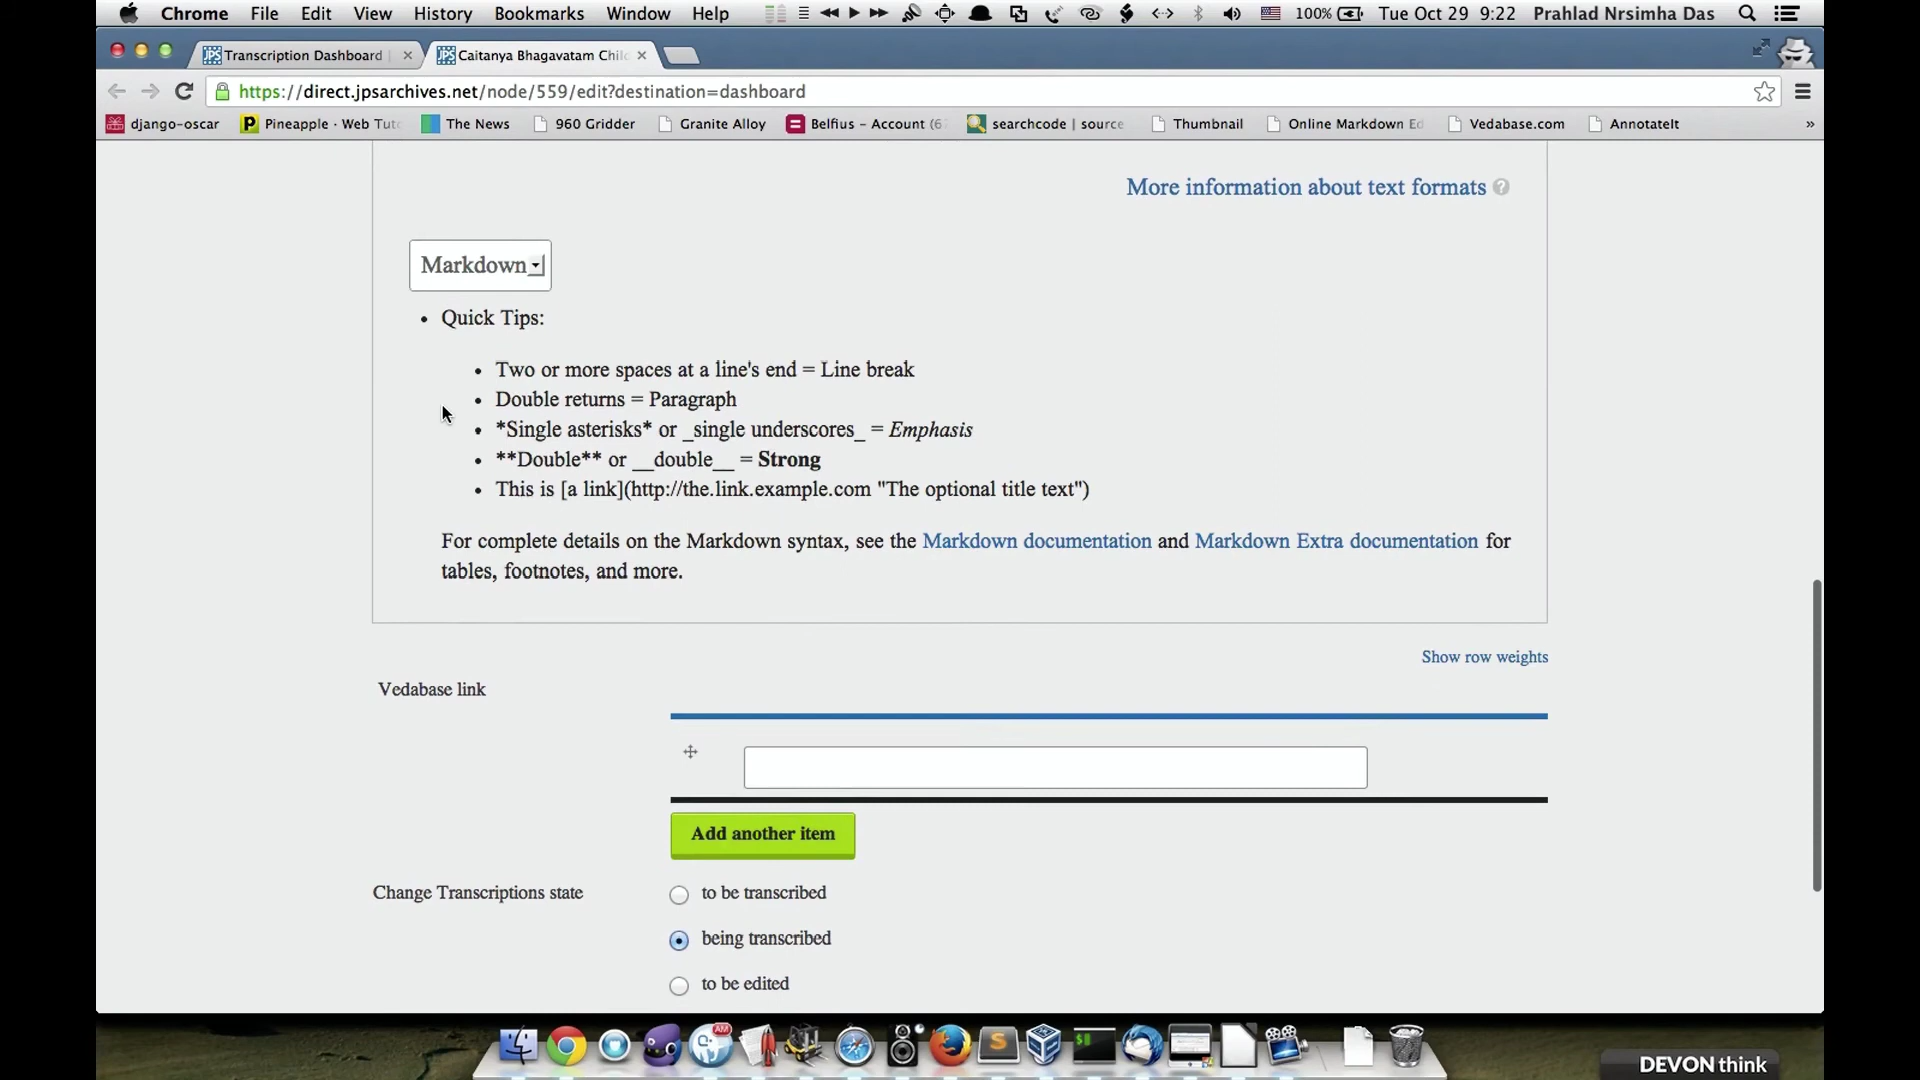 Chrome File Edit View History Bookmarks Window Help 100% Tue Oct 29 9:22 Prahlad Nrsimha Das
Transcription Dashboard Caitanya Bhagavatam Chil
https://direct.jpsarchives.net/node/559/edit?destination=dashboard
django-oscar Pineapple · Web Tut The News 960 Gridder Granite Alloy Belfius – Account (6 searchcode | source Thumbnail Online Markdown Ed Vedabase.com AnnotateIt »
More information about text formats ?
Markdown
• Quick Tips:
• Two or more spaces at a line's end = Line break
• Double returns = Paragraph
• *Single asterisks* or _single underscores_ = Emphasis
• **Double** or __double__ = Strong
• This is [a link](http://the.link.example.com "The optional title text")
For complete details on the Markdown syntax, see the Markdown documentation and Markdown Extra documentation for
tables, footnotes, and more.
Show row weights
Vedabase link
Add another item
Change Transcriptions state
to be transcribed
being transcribed
to be edited
DEVONthink